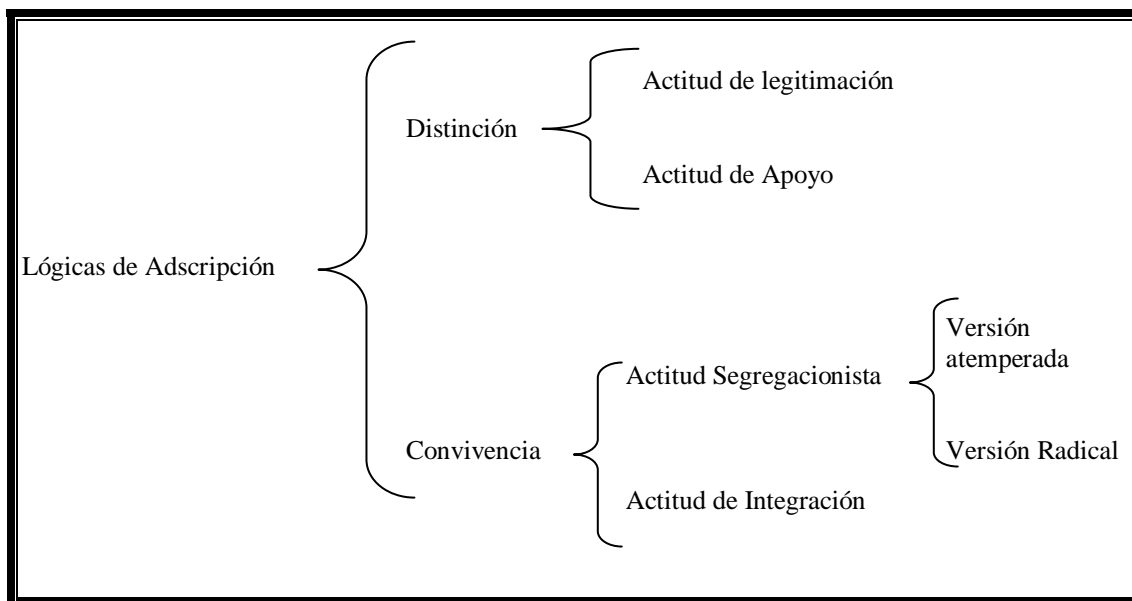 Actitud de legitimación
Distinción
Actitud de Apoyo
Lógicas de Adscripción
Versión
atemperada
Actitud Segregacionista
Convivencia
Versión Radical
Actitud de Integración